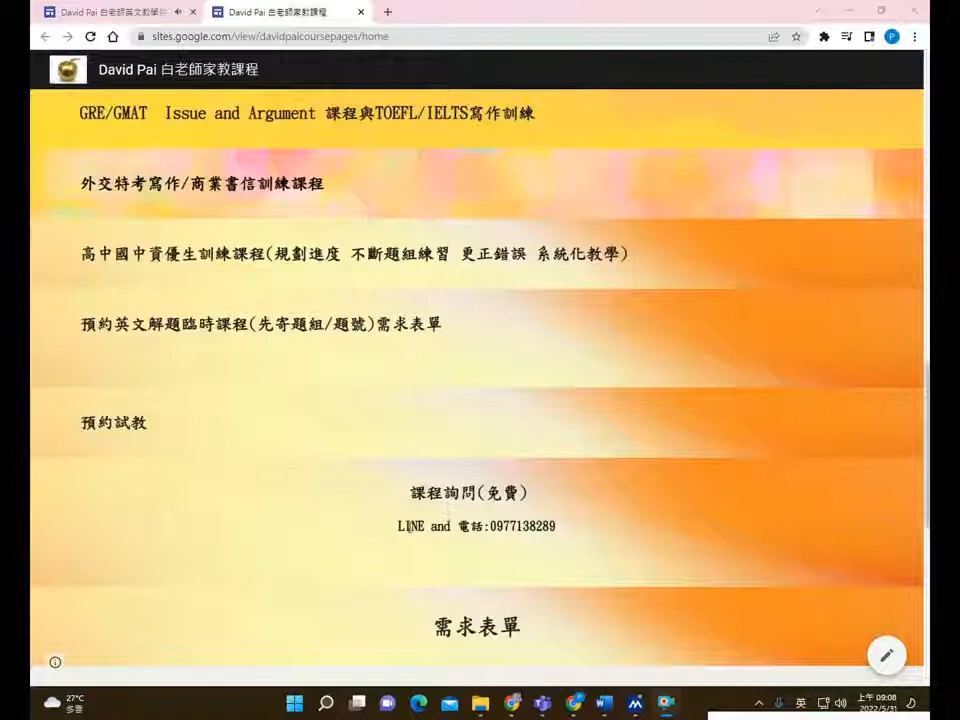 David Pai 白老師英文教學
David Pai 白老師家教課程
sites.google.com/view/davidpaicoursepages/home
David Pai 白老師家教課程
GRE/GMAT Issue and Argument 課程與TOEFL/IELTS寫作訓練
外交特考寫作/商業書信訓練課程
高中國中資優生訓練課程(規劃進度 不斷題組練習 更正錯誤 系統化教學)
預約英文解題臨時課程(先寄題組/題號)需求表單
預約試教
課程詢問(免費)
LINE and 電話:0977138289
需求表單
27°C
多雲
英
上午 09:08
2022/5/31